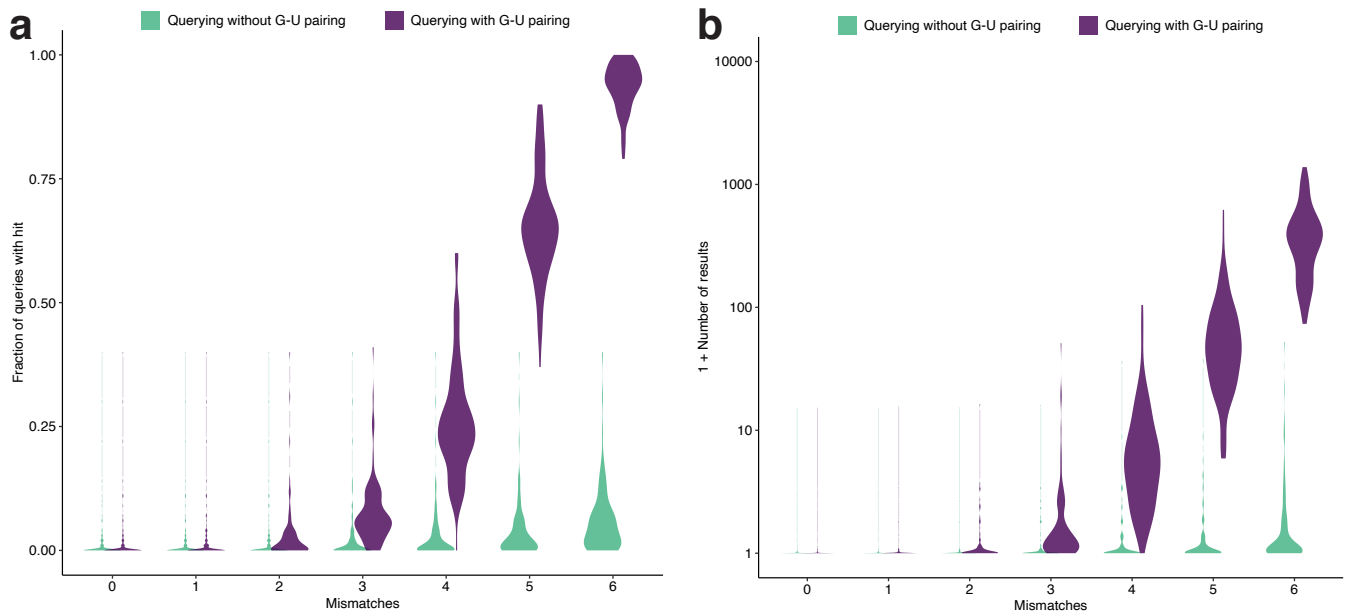 a
Querying without G-U pairing
Querying with G-U pairing
1.00
0.75
0.50
0.25
0.00
Fraction of queries with hit
0 1 2 3 4 5 6
Mismatches
b
Querying without G-U pairing
Querying with G-U pairing
10000
1000
100
10
1
1 + Number of results
0 1 2 3 4 5 6
Mismatches